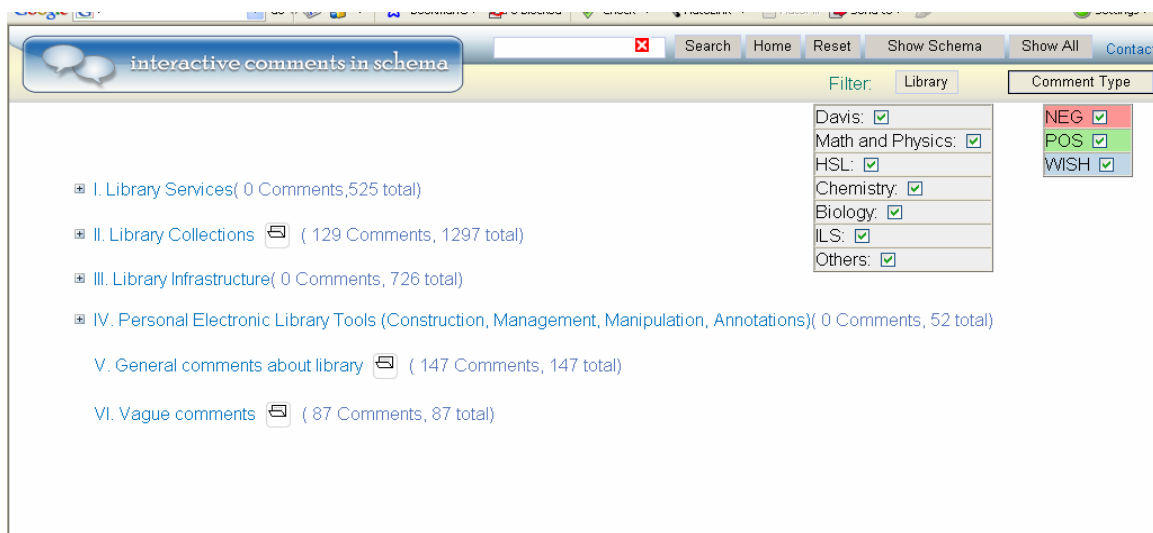 Google
interactive comments in schema
Search Home Reset Show Schema Show All Contac
Filter: Library Comment Type
Davis:
Math and Physics:
HSL:
Chemistry:
Biology:
ILS:
Others:
NEG
POS
WISH
I. Library Services( 0 Comments,525 total)
II. Library Collections ( 129 Comments, 1297 total)
III. Library Infrastructure( 0 Comments, 726 total)
IV. Personal Electronic Library Tools (Construction, Management, Manipulation, Annotations)( 0 Comments, 52 total)
V. General comments about library ( 147 Comments, 147 total)
VI. Vague comments ( 87 Comments, 87 total)